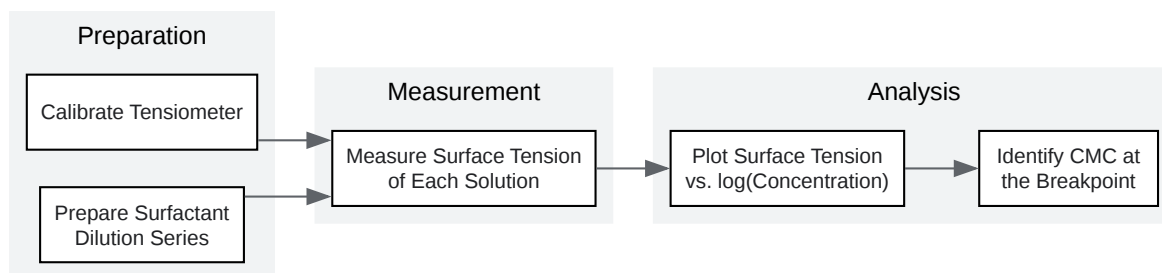 Preparation
Calibrate Tensiometer
Prepare Surfactant
Dilution Series
Measurement
Measure Surface Tension
of Each Solution
Analysis
Plot Surface Tension
vs. log(Concentration)
Identify CMC at
the Breakpoint